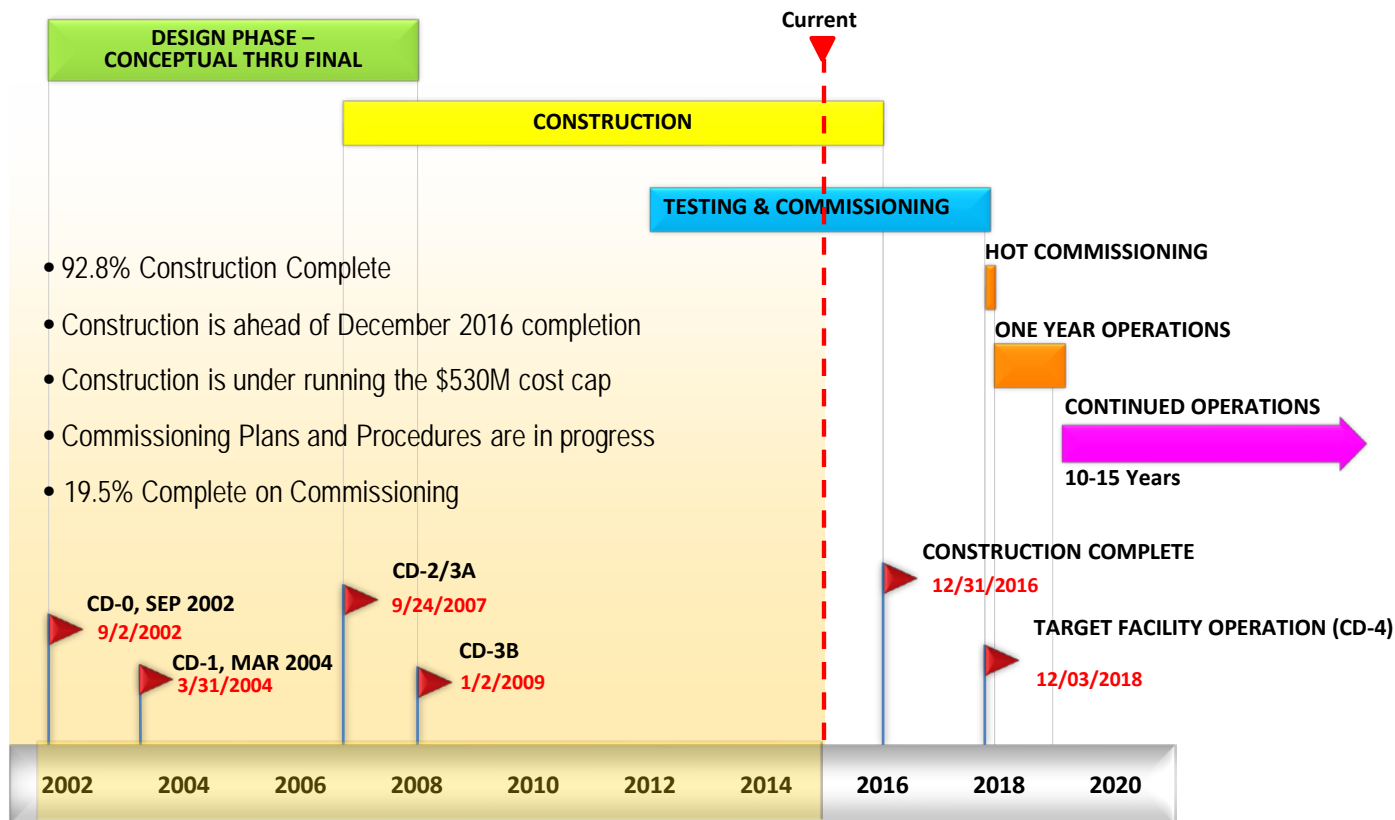 Current
DESIGN PHASE –
CONCEPTUAL THRU FINAL
CONSTRUCTION
TESTING & COMMISSIONING
HOT COMMISSIONING
• 92.8% Construction Complete
• Construction is ahead of December 2016 completion
ONE YEAR OPERATIONS
• Construction is under running the $530M cost cap
CONTINUED OPERATIONS
• Commissioning Plans and Procedures are in progress
10-15 Years
• 19.5% Complete on Commissioning
CONSTRUCTION COMPLETE
12/31/2016
CD-2/3A
9/24/2007
CD-0, SEP 2002
9/2/2002
TARGET FACILITY OPERATION (CD-4)
12/03/2018
CD-1, MAR 2004
3/31/2004
CD-3B
1/2/2009
2002 2004 2006 2008 2010 2012 2014 2016 2018 2020